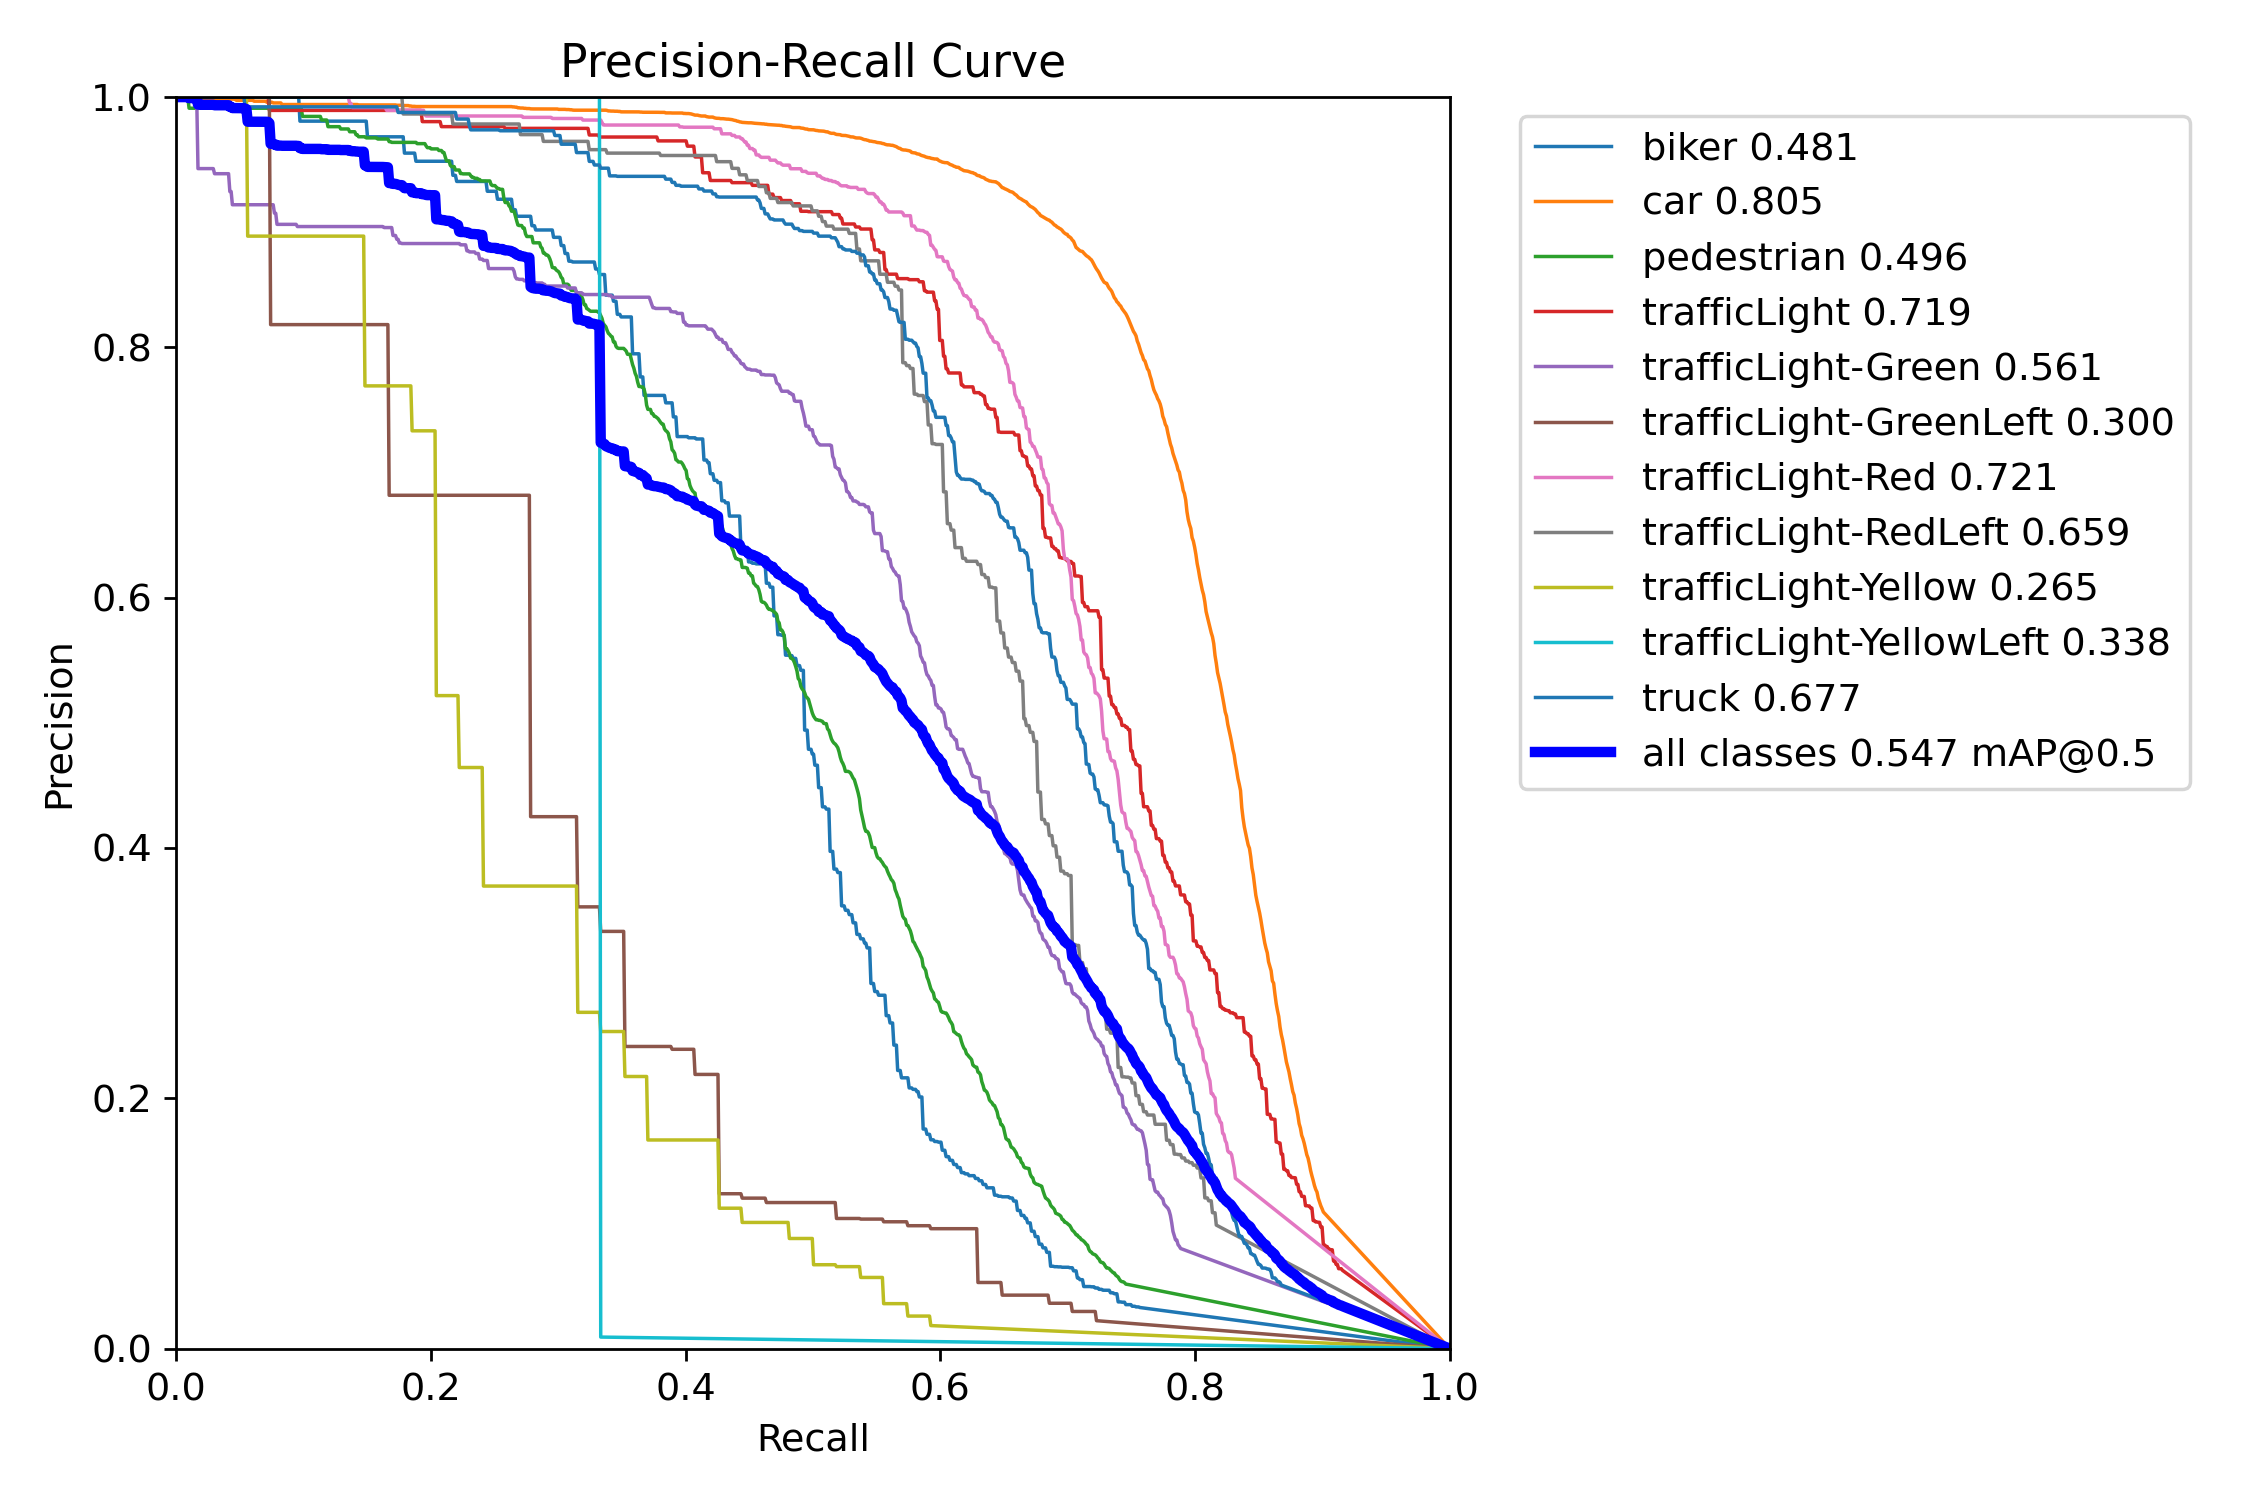 Precision-Recall Curve
1.0
0.8
0.6
0.4
0.2
0.0
Precision
0.0 0.2 0.4 0.6 0.8 1.0
Recall
biker 0.481
car 0.805
pedestrian 0.496
trafficLight 0.719
trafficLight-Green 0.561
trafficLight-GreenLeft 0.300
trafficLight-Red 0.721
trafficLight-RedLeft 0.659
trafficLight-Yellow 0.265
trafficLight-YellowLeft 0.338
truck 0.677
all classes 0.547 mAP@0.5